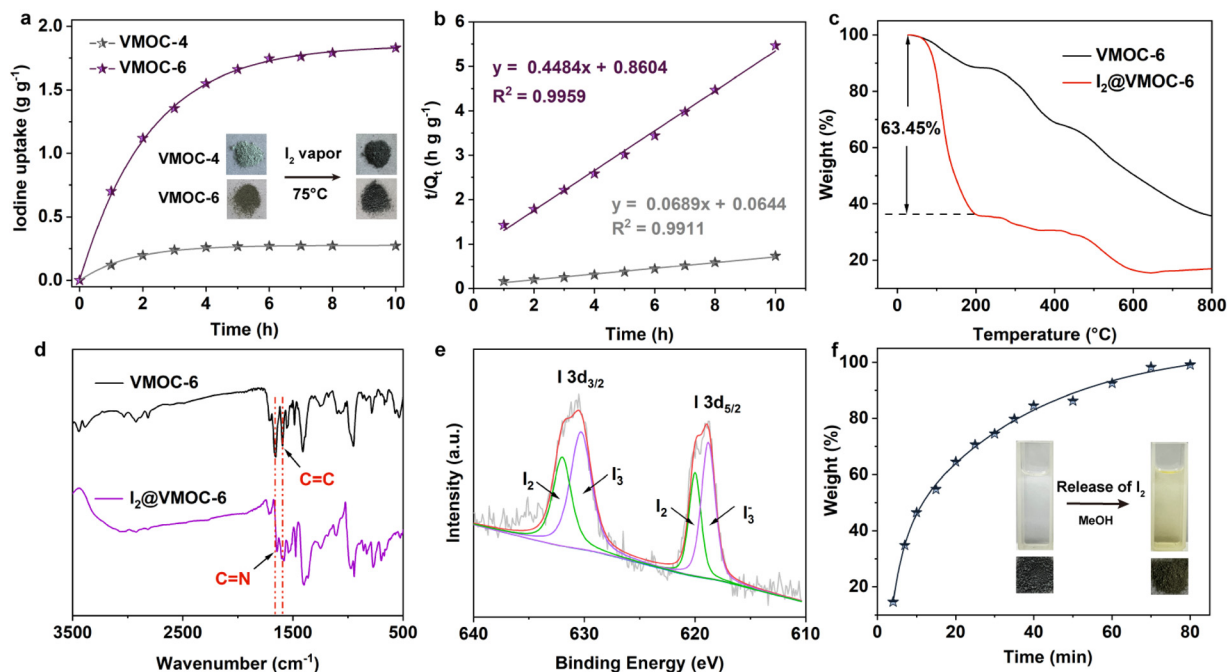 a
VMOC-4
VMOC-6
Iodine uptake (g g⁻¹)
2.0
1.5
1.0
0.5
0.0
VMOC-4
VMOC-6
I₂ vapor
75°C
0 2 4 6 8 10
Time (h)
b
t/Qₜ (h g g⁻¹)
6
5
4
3
2
1
0
y = 0.4484x + 0.8604
R² = 0.9959
y = 0.0689x + 0.0644
R² = 0.9911
0 2 4 6 8 10
Time (h)
c
Weight (%)
100
80
60
40
20
VMOC-6
I₂@VMOC-6
63.45%
0 200 400 600 800
Temperature (°C)
d
VMOC-6
C=C
I₂@VMOC-6
C=N
3500 2500 1500 500
Wavenumber (cm⁻¹)
e
Intensity (a.u.)
I 3d₃/₂
I 3d₅/₂
I₂
I₃⁻
I₂
I₃⁻
640 630 620 610
Binding Energy (eV)
f
Weight (%)
100
80
60
40
20
Release of I₂
MeOH
0 20 40 60 80
Time (min)